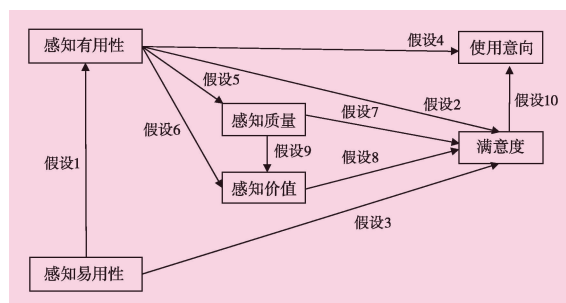 感知有用性
假设4
使用意向
假设5
假设2
假设10
感知质量
假设7
假设6
假设9
满意度
假设8
假设1
感知价值
假设3
感知易用性